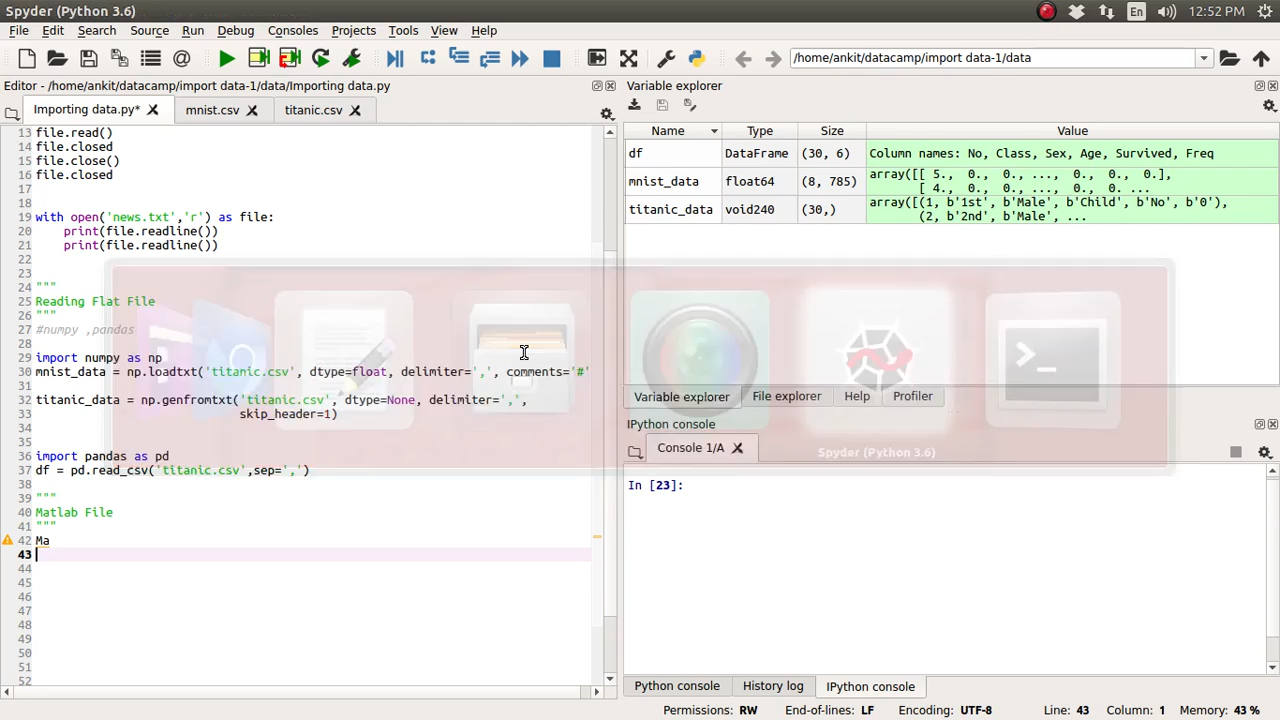 Spyder (Python 3.6)
En 12:52 PM
File Edit Search Source Run Debug Consoles Projects Tools View Help
/home/ankit/datacamp/import data-1/data
Editor - /home/ankit/datacamp/import data-1/data/Importing data.py
Importing data.py* mnist.csv titanic.csv
13 file.read()
14 file.closed
15 file.close()
16 file.closed
17
18
19 with open('news.txt','r') as file:
20 print(file.readline())
21 print(file.readline())
22
23
24 """
25 Reading Flat File
26 """
27 #numpy ,pandas
28
29 import numpy as np
30 mnist_data = np.loadtxt('titanic.csv', dtype=float, delimiter=',', comments='#'
31
32 titanic_data = np.genfromtxt('titanic.csv', dtype=None, delimiter=',',
33 skip_header=1)
34
35
36 import pandas as pd
37 df = pd.read_csv('titanic.csv',sep=',')
38
39 """
40 Matlab File
41 """
42 Ma
43
44
45
46
47
48
49
50
51
52
Variable explorer
Name Type Size Value
df DataFrame (30, 6) Column names: No, Class, Sex, Age, Survived, Freq
mnist_data float64 (8, 785) array([[ 5., 0., 0., ..., 0., 0., 0.],
[ 4., 0., 0., ..., 0., 0. ...
titanic_data void240 (30,) array([(1, b'1st', b'Male', b'Child', b'No', b'0'),
(2, b'2nd', b'Male', ...
Variable explorer File explorer Help Profiler
IPython console
Console 1/A
Spyder (Python 3.6)
In [23]:
Python console History log IPython console
Permissions: RW End-of-lines: LF Encoding: UTF-8 Line: 43 Column: 1 Memory: 43 %